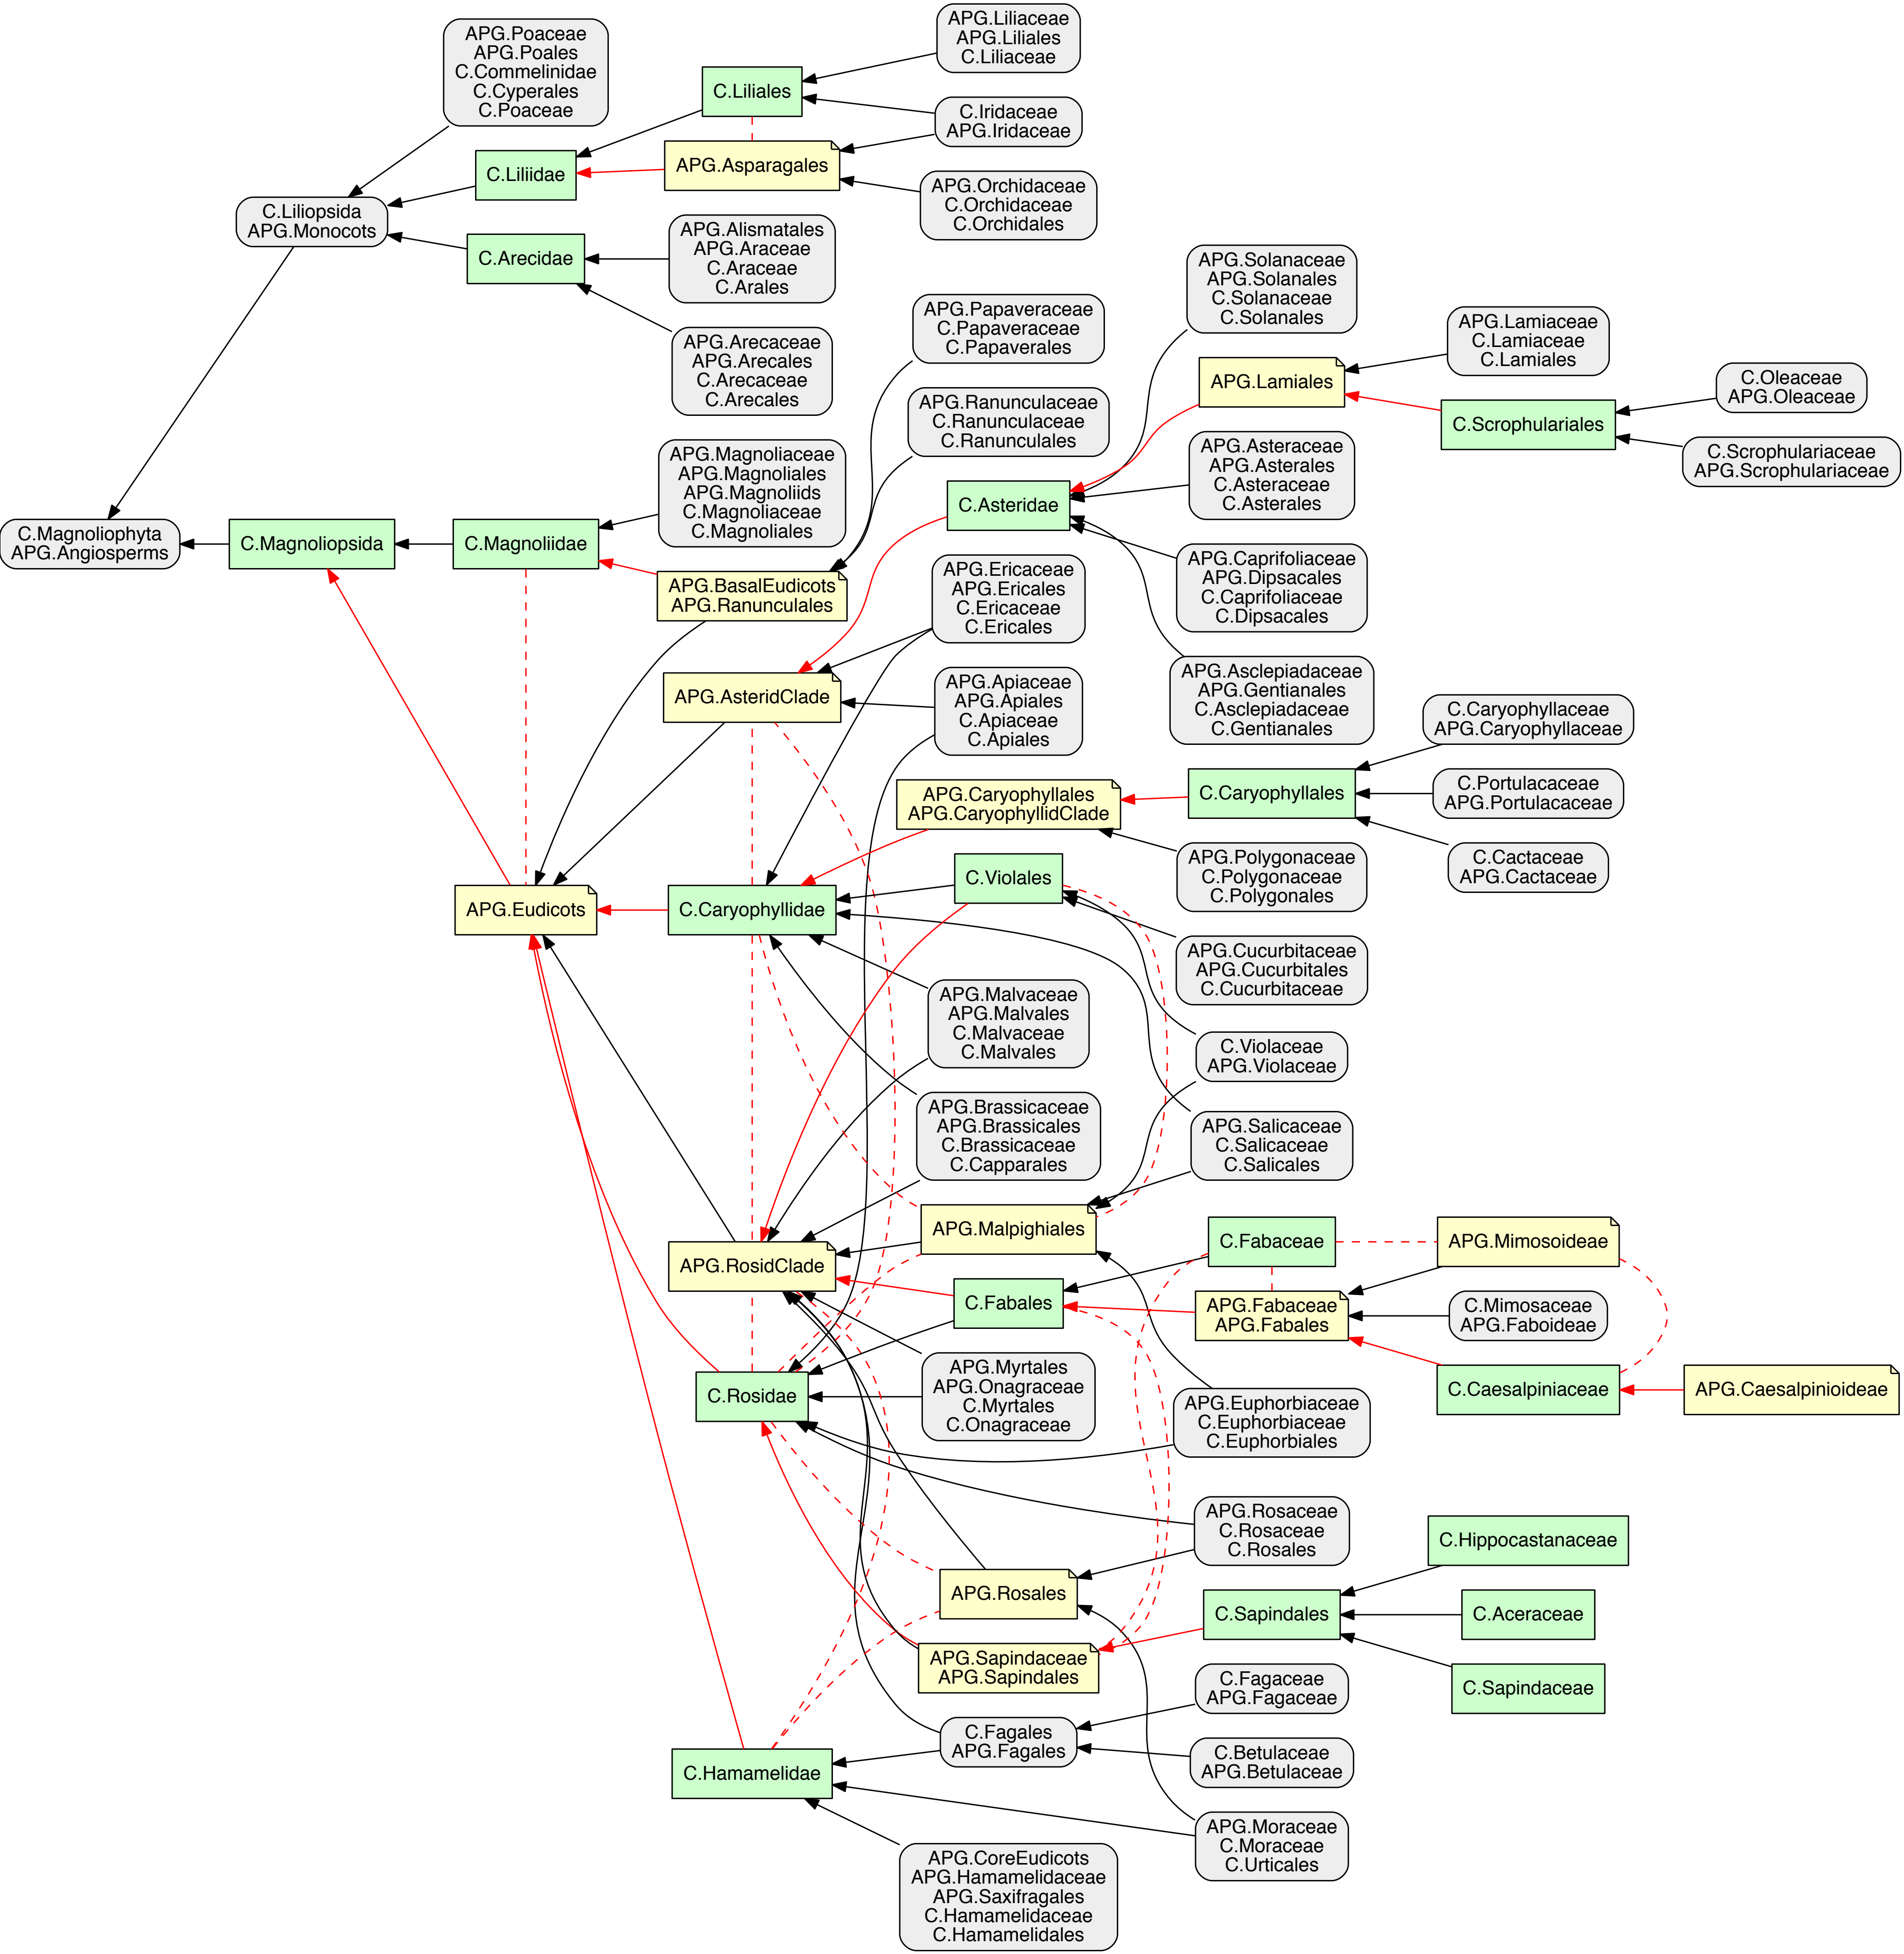 APG.Poaceae
APG.Poales
C.Commelinidae
C.Cyperales
C.Poaceae
APG.Liliaceae
APG.Liliales
C.Liliaceae
C.Liliales
C.Iridaceae
APG.Iridaceae
C.Liliidae
APG.Asparagales
APG.Orchidaceae
C.Orchidaceae
C.Orchidales
C.Liliopsida
APG.Monocots
C.Arecidae
APG.Alismatales
APG.Araceae
C.Araceae
C.Arales
APG.Arecaceae
APG.Arecales
C.Arecaceae
C.Arecales
APG.Papaveraceae
C.Papaveraceae
C.Papaverales
APG.Ranunculaceae
C.Ranunculaceae
C.Ranunculales
APG.Solanaceae
APG.Solanales
C.Solanaceae
C.Solanales
APG.Lamiales
APG.Lamiaceae
C.Lamiaceae
C.Lamiales
C.Scrophulariales
C.Oleaceae
APG.Oleaceae
C.Scrophulariaceae
APG.Scrophulariaceae
APG.Asteraceae
APG.Asterales
C.Asteraceae
C.Asterales
C.Asteridae
APG.Magnoliaceae
APG.Magnoliales
APG.Magnoliids
C.Magnoliaceae
C.Magnoliales
C.Magnoliophyta
APG.Angiosperms
C.Magnoliopsida
C.Magnoliidae
APG.BasalEudicots
APG.Ranunculales
APG.Ericaceae
APG.Ericales
C.Ericaceae
C.Ericales
APG.Caprifoliaceae
APG.Dipsacales
C.Caprifoliaceae
C.Dipsacales
APG.AsteridClade
APG.Apiaceae
APG.Apiales
C.Apiaceae
C.Apiales
APG.Asclepiadaceae
APG.Gentianales
C.Asclepiadaceae
C.Gentianales
C.Caryophyllaceae
APG.Caryophyllaceae
APG.Caryophyllales
APG.CaryophyllidClade
C.Caryophyllales
C.Portulacaceae
APG.Portulacaceae
C.Cactaceae
APG.Cactaceae
APG.Polygonaceae
C.Polygonaceae
C.Polygonales
APG.Eudicots
C.Caryophyllidae
C.Violales
APG.Cucurbitaceae
APG.Cucurbitales
C.Cucurbitaceae
APG.Malvaceae
APG.Malvales
C.Malvaceae
C.Malvales
C.Violaceae
APG.Violaceae
APG.Brassicaceae
APG.Brassicales
C.Brassicaceae
C.Capparales
APG.Salicaceae
C.Salicaceae
C.Salicales
APG.Malpighiales
APG.RosidClade
C.Fabaceae
APG.Mimosoideae
C.Fabales
APG.Fabaceae
APG.Fabales
C.Mimosaceae
APG.Faboideae
C.Rosidae
APG.Myrtales
APG.Onagraceae
C.Myrtales
C.Onagraceae
C.Caesalpiniaceae
APG.Caesalpinioideae
APG.Euphorbiaceae
C.Euphorbiaceae
C.Euphorbiales
APG.Rosaceae
C.Rosaceae
C.Rosales
C.Hippocastanaceae
APG.Rosales
C.Sapindales
C.Aceraceae
APG.Sapindaceae
APG.Sapindales
C.Sapindaceae
C.Fagaceae
APG.Fagaceae
C.Fagales
APG.Fagales
C.Betulaceae
APG.Betulaceae
C.Hamamelidae
APG.Moraceae
C.Moraceae
C.Urticales
APG.CoreEudicots
APG.Hamamelidaceae
APG.Saxifragales
C.Hamamelidaceae
C.Hamamelidales